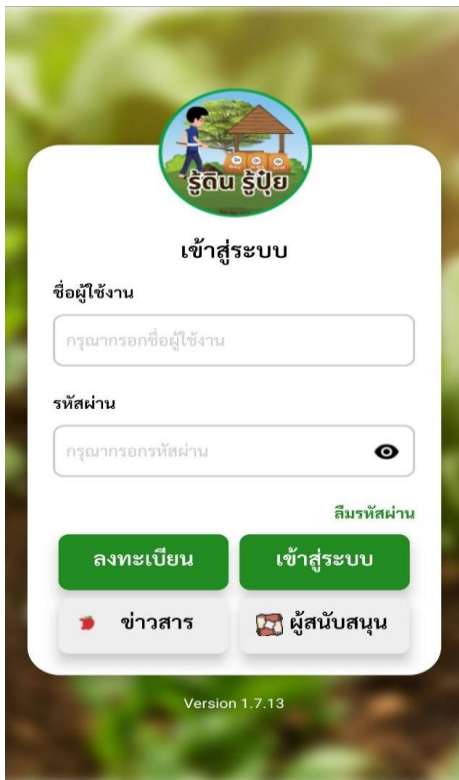 รู้ดิน รู้ปุ๋ย
เข้าสู่ระบบ
ชื่อผู้ใช้งาน
กรุณากรอกชื่อผู้ใช้งาน
รหัสผ่าน
กรุณากรอกรหัสผ่าน
ลืมรหัสผ่าน
ลงทะเบียน เข้าสู่ระบบ
ข่าวสาร ผู้สนับสนุน
Version 1.7.13